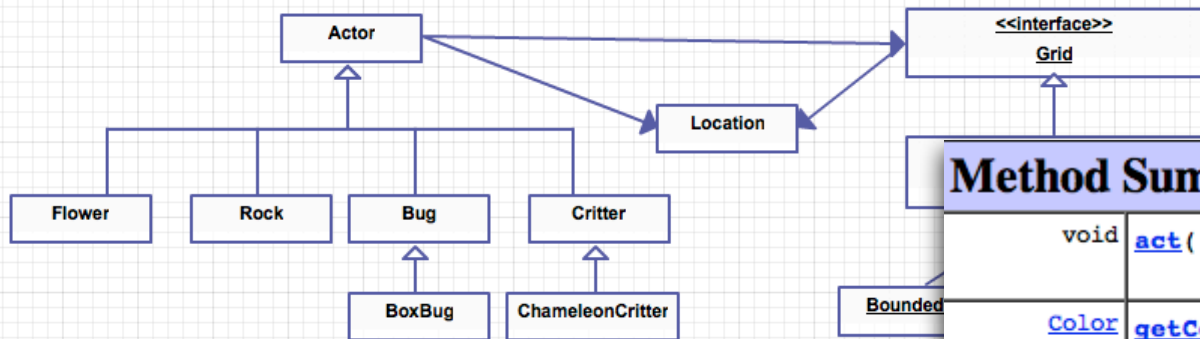 Actor
<<interface>>
Grid
Location
Method Sum
void act(
Flower
Rock
Bug
Critter
BoxBug
ChameleonCritter
Bounded
Color getC